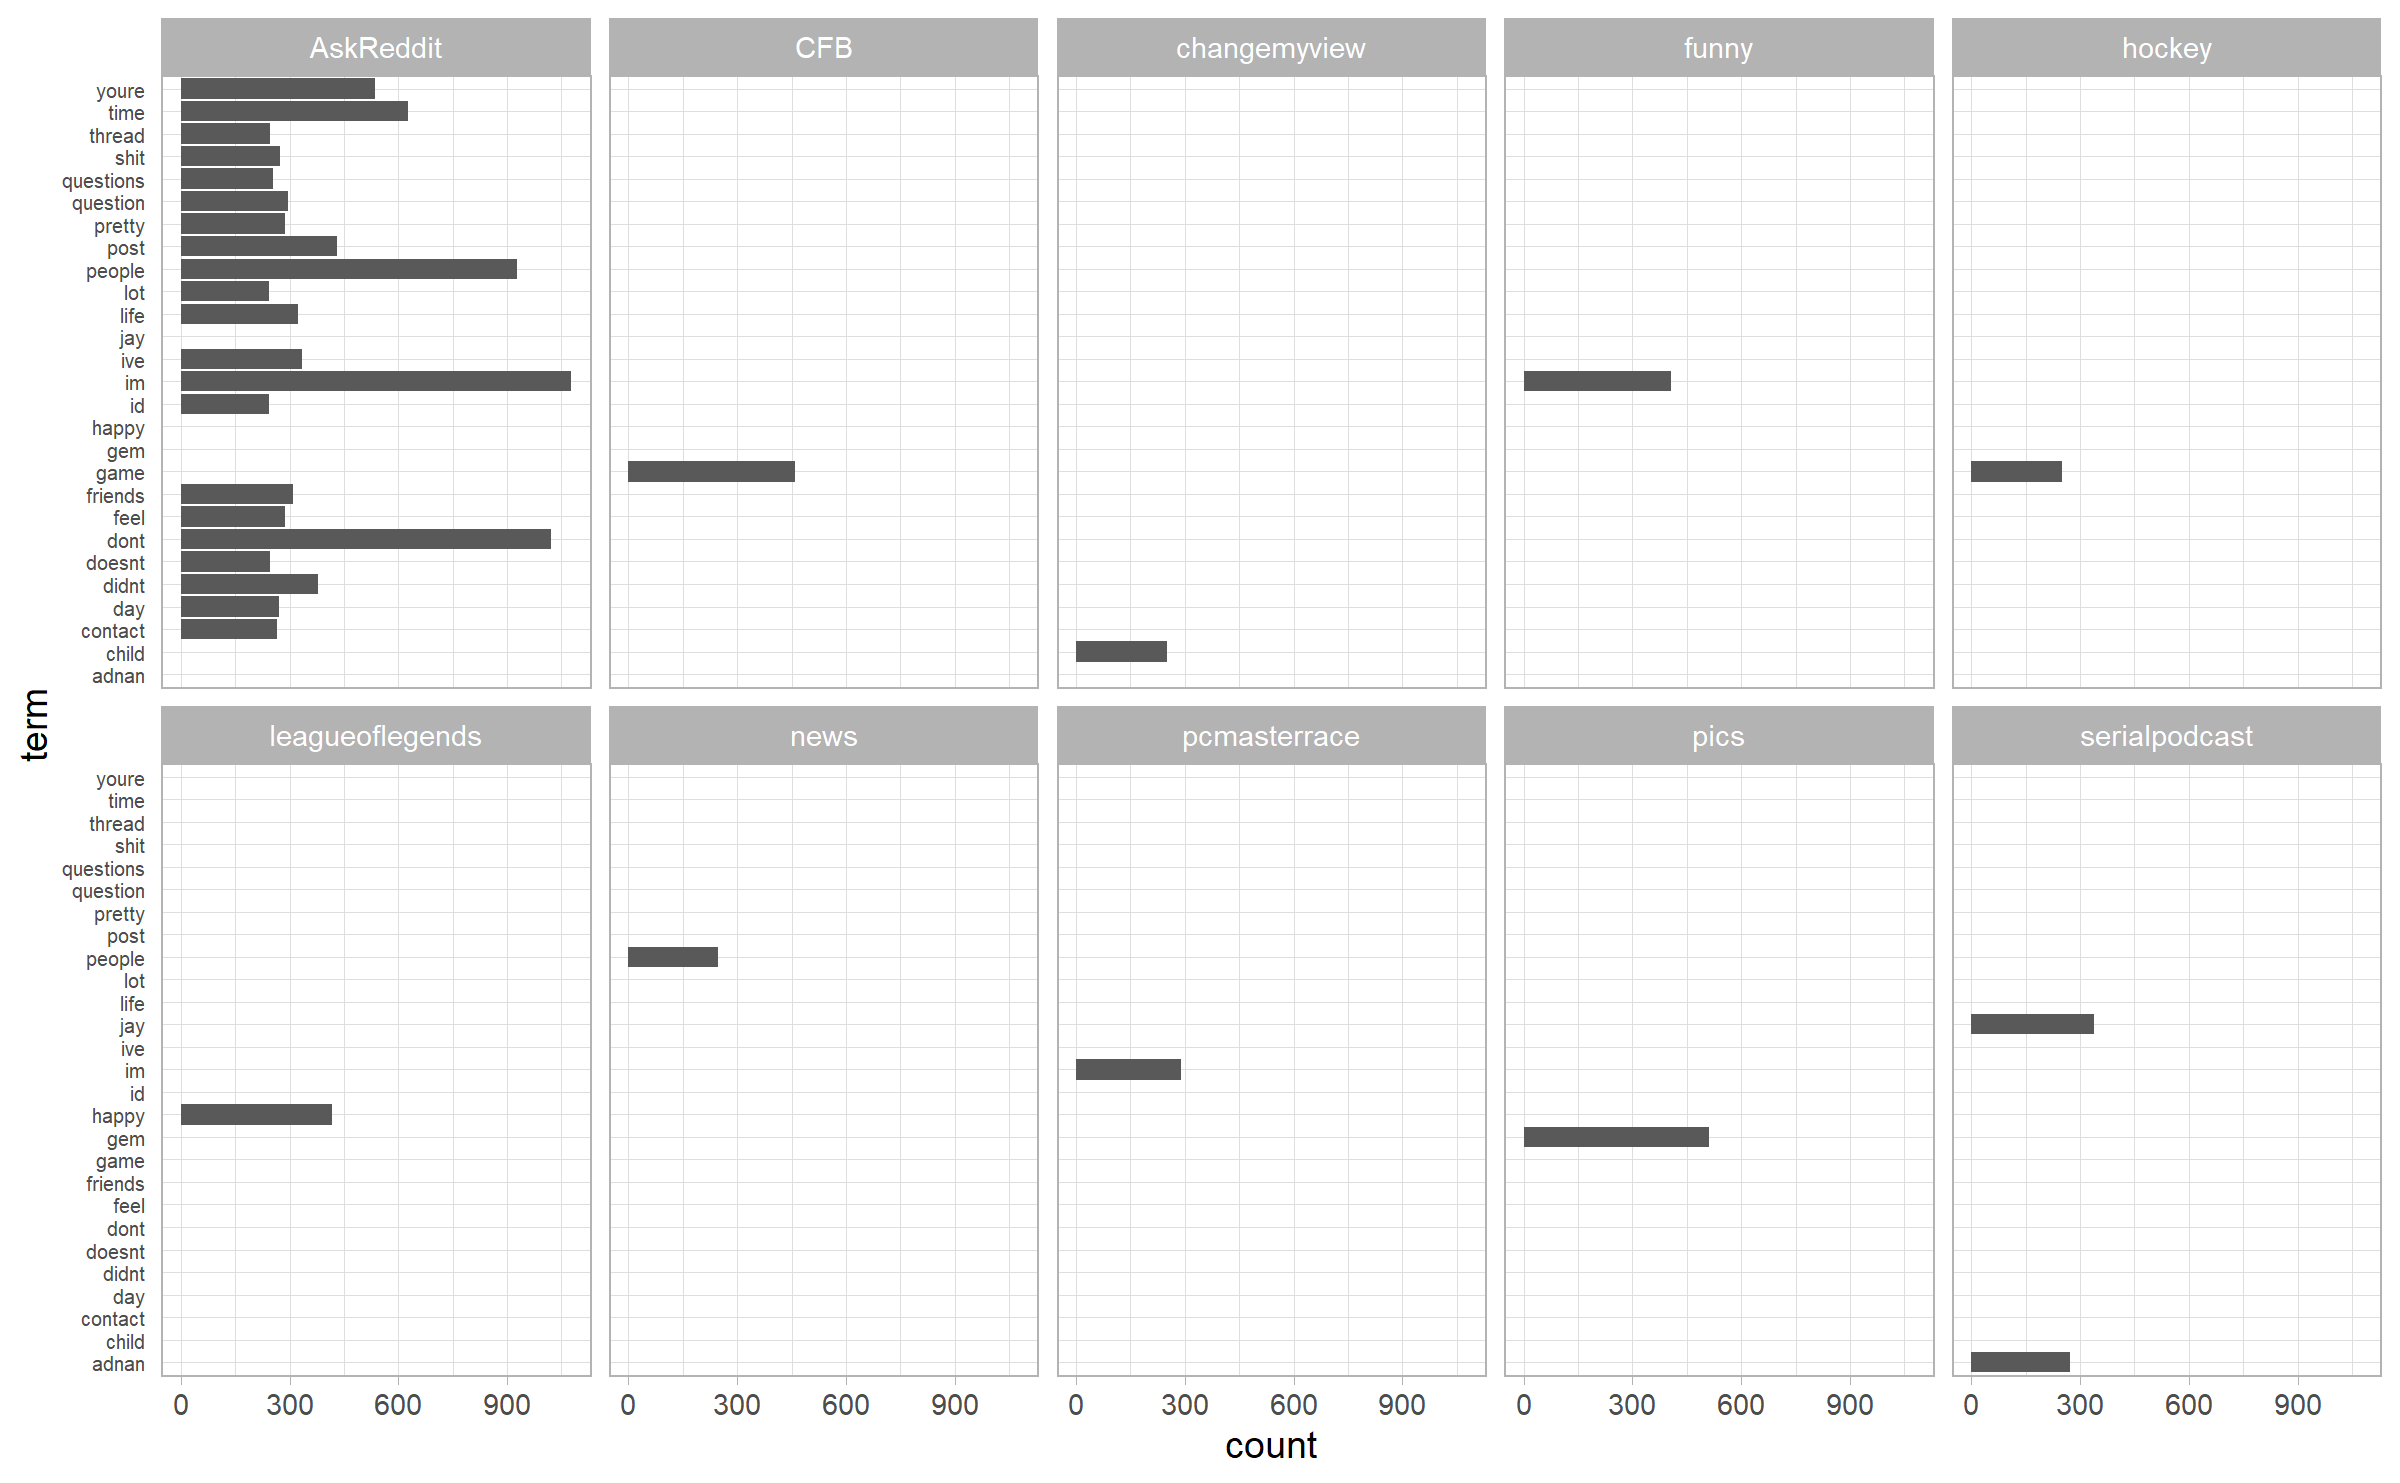 AskReddit CFB changemyview funny hockey
youre
time
thread
shit
questions
question
pretty
post
people
lot
life
jay
ive
im
id
happy
gem
game
friends
feel
dont
doesnt
didnt
day
contact
child
adnan
term
leagueoflegends news pcmasterrace pics serialpodcast
youre
time
thread
shit
questions
question
pretty
post
people
lot
life
jay
ive
im
id
happy
gem
game
friends
feel
dont
doesnt
didnt
day
contact
child
adnan
0 300 600 900 0 300 600 900 0 300 600 900 0 300 600 900 0 300 600 900
count